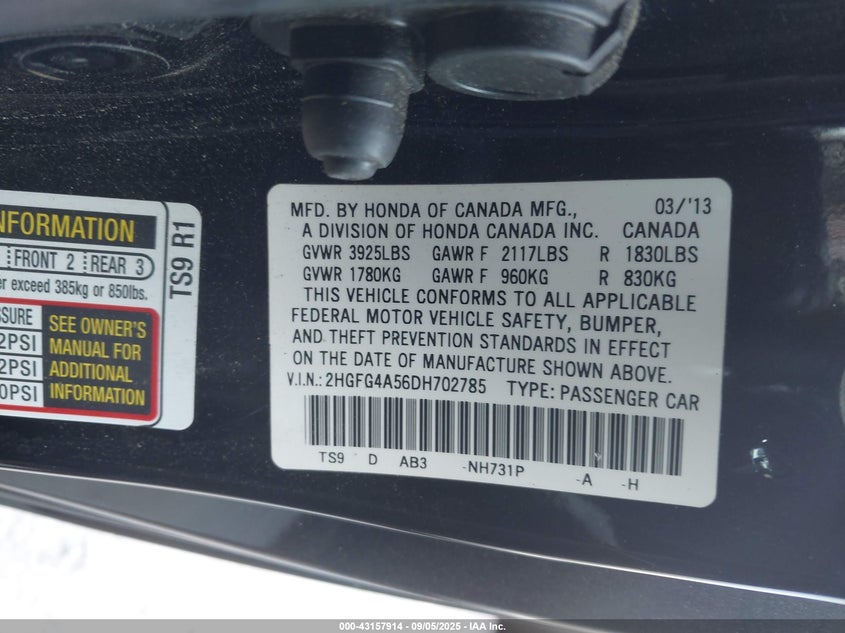 NFORMATION
FRONT 2 REAR 3
er exceed 385kg or 850lbs.
SSURE
2PSI
2PSI
0PSI
SEE OWNER'S
MANUAL FOR
ADDITIONAL
INFORMATION
TS9 R1
MFD. BY HONDA OF CANADA MFG., 03/'13
A DIVISION OF HONDA CANADA INC. CANADA
GVWR 3925LBS GAWR F 2117LBS R 1830LBS
GVWR 1780KG GAWR F 960KG R 830KG
THIS VEHICLE CONFORMS TO ALL APPLICABLE
FEDERAL MOTOR VEHICLE SAFETY, BUMPER,
AND THEFT PREVENTION STANDARDS IN EFFECT
ON THE DATE OF MANUFACTURE SHOWN ABOVE.
V.I.N.: 2HGFG4A56DH702785 TYPE: PASSENGER CAR
TS9 D AB3 -NH731P -A -H
000-43157914 - 09/05/2025 - IAA Inc.